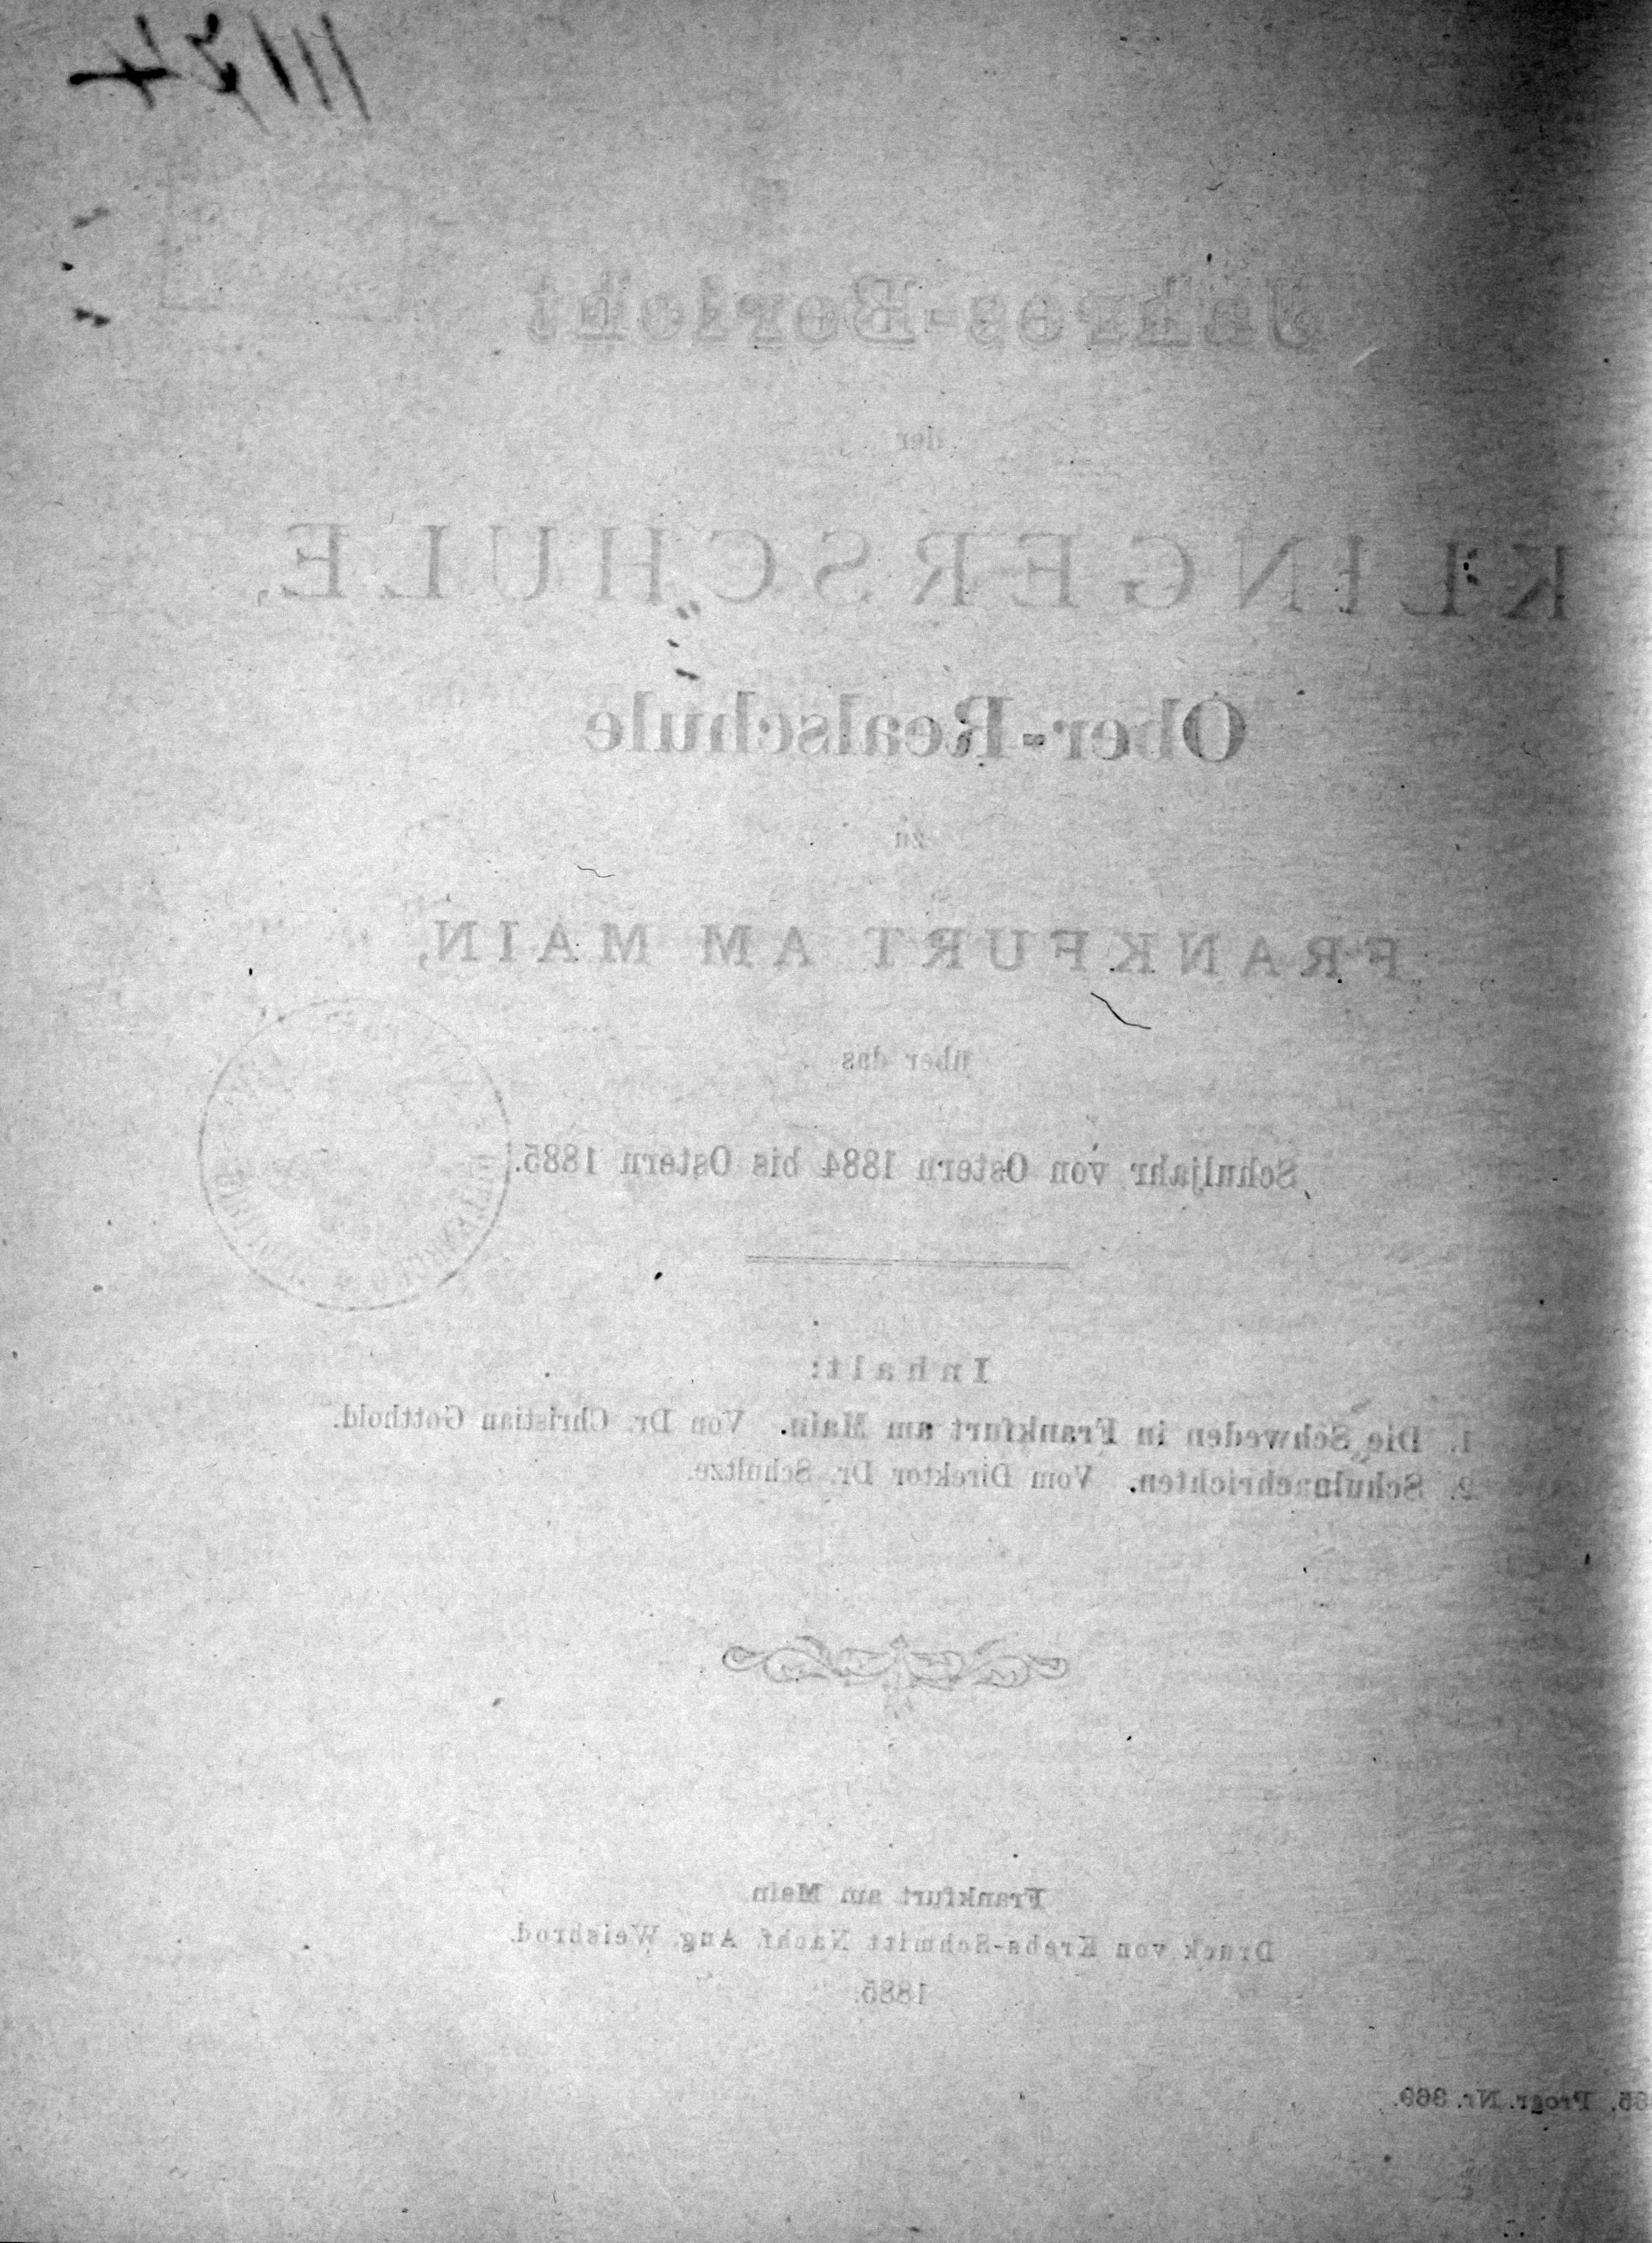 Jahres-Bericht
der
KLINGERSCHULE,
Ober-Realschule
zu
FRANKFURT AM MAIN,
über das
Schuljahr von Ostern 1884 bis Ostern 1885.
Inhalt:
1. Die Schweden in Frankfurt am Main. Von Dr. Christian Gotthold.
2. Schulnachrichten. Vom Direktor Dr. Schultze.
Frankfurt am Main
Druck von Krebs-Schmitt Nachf. Aug. Weisbrod.
1885.
85. Progr. Nr. 369.